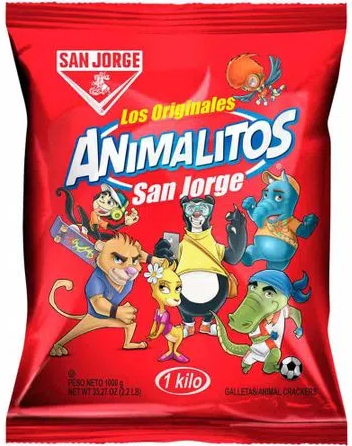 SAN JORGE
Los Originales
ANIMALITOS
San Jorge
PESO NETO 1000 g
NET WT 35.27 OZ (2.2 LB)
1 kilo
GALLETAS/ANIMAL CRACKERS